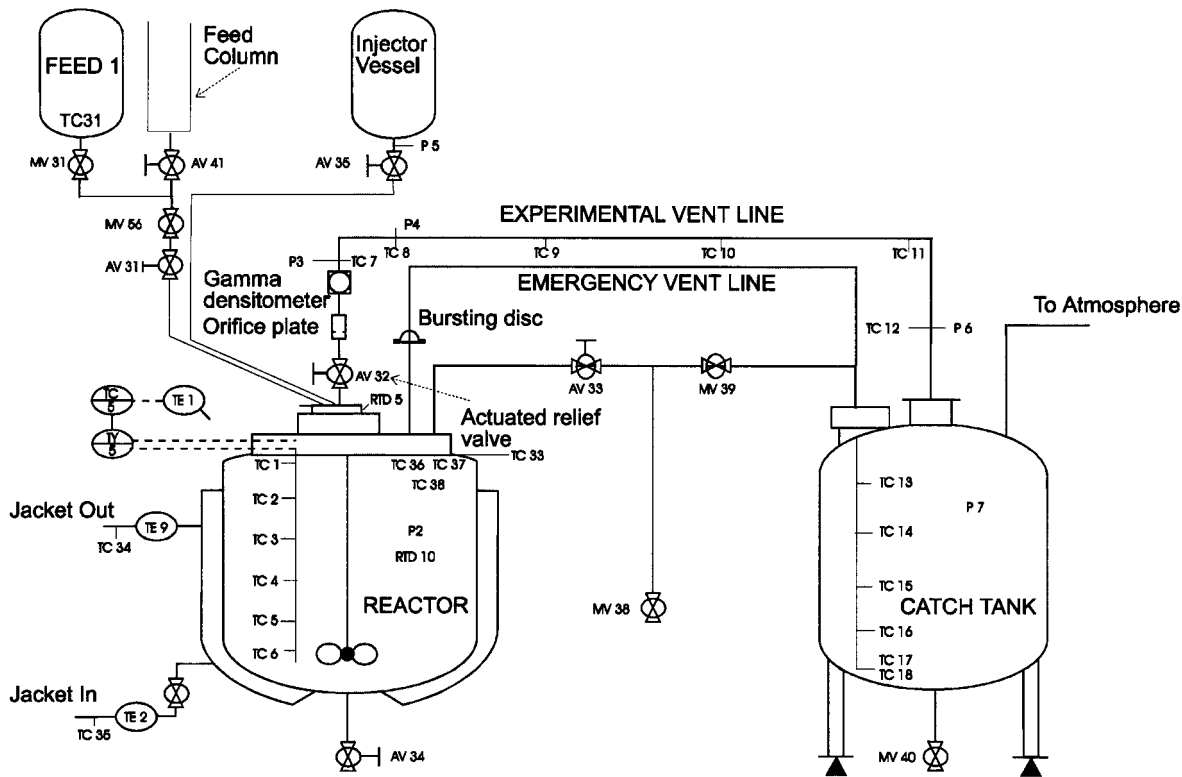 FEED 1
TC31
Feed
Column
Injector
Vessel
P 5
MV 31
AV 41
AV 35
MV 56
AV 31
EXPERIMENTAL VENT LINE
P4
TC 8
TC 9
TC 10
TC 11
P3
TC 7
Gamma
densitometer
Orifice plate
EMERGENCY VENT LINE
Bursting disc
TC 12
P 6
To Atmosphere
AV 32
AV 33
MV 39
RTD 5
Actuated relief
valve
TC
5
TE 1
TV
5
TC 33
TC 1
TC 36
TC 37
TC 38
TC 2
TC 3
TC 4
TC 5
TC 6
P2
RTD 10
REACTOR
Jacket Out
TE 9
TC 34
Jacket In
TE 2
TC 35
AV 34
MV 38
TC 13
P 7
TC 14
TC 15
CATCH TANK
TC 16
TC 17
TC 18
MV 40